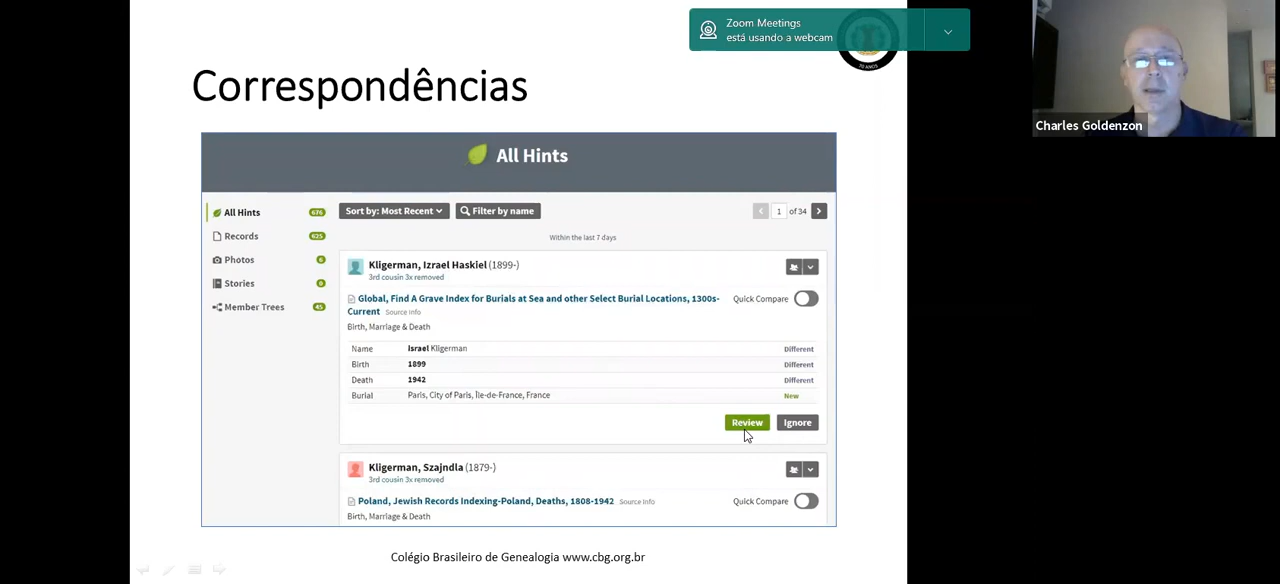 Zoom Meetings
está usando a webcam
70 ANOS
Charles Goldenzon
Correspondências
All Hints
All Hints 676
Records 625
Photos 6
Stories 0
Member Trees 45
Sort by: Most Recent
Filter by name
1 of 34
Within the last 7 days
Kligerman, Izrael Haskiel (1899-)
3rd cousin 3x removed
Global, Find A Grave Index for Burials at Sea and other Select Burial Locations, 1300s-
Current Source Info
Quick Compare
Birth, Marriage & Death
Name Israel Kligerman Different
Birth 1899 Different
Death 1942 Different
Burial Paris, City of Paris, Île-de-France, France New
Review Ignore
Kligerman, Szajndla (1879-)
3rd cousin 3x removed
Poland, Jewish Records Indexing-Poland, Deaths, 1808-1942 Source Info
Quick Compare
Birth, Marriage & Death
Colégio Brasileiro de Genealogia www.cbg.org.br